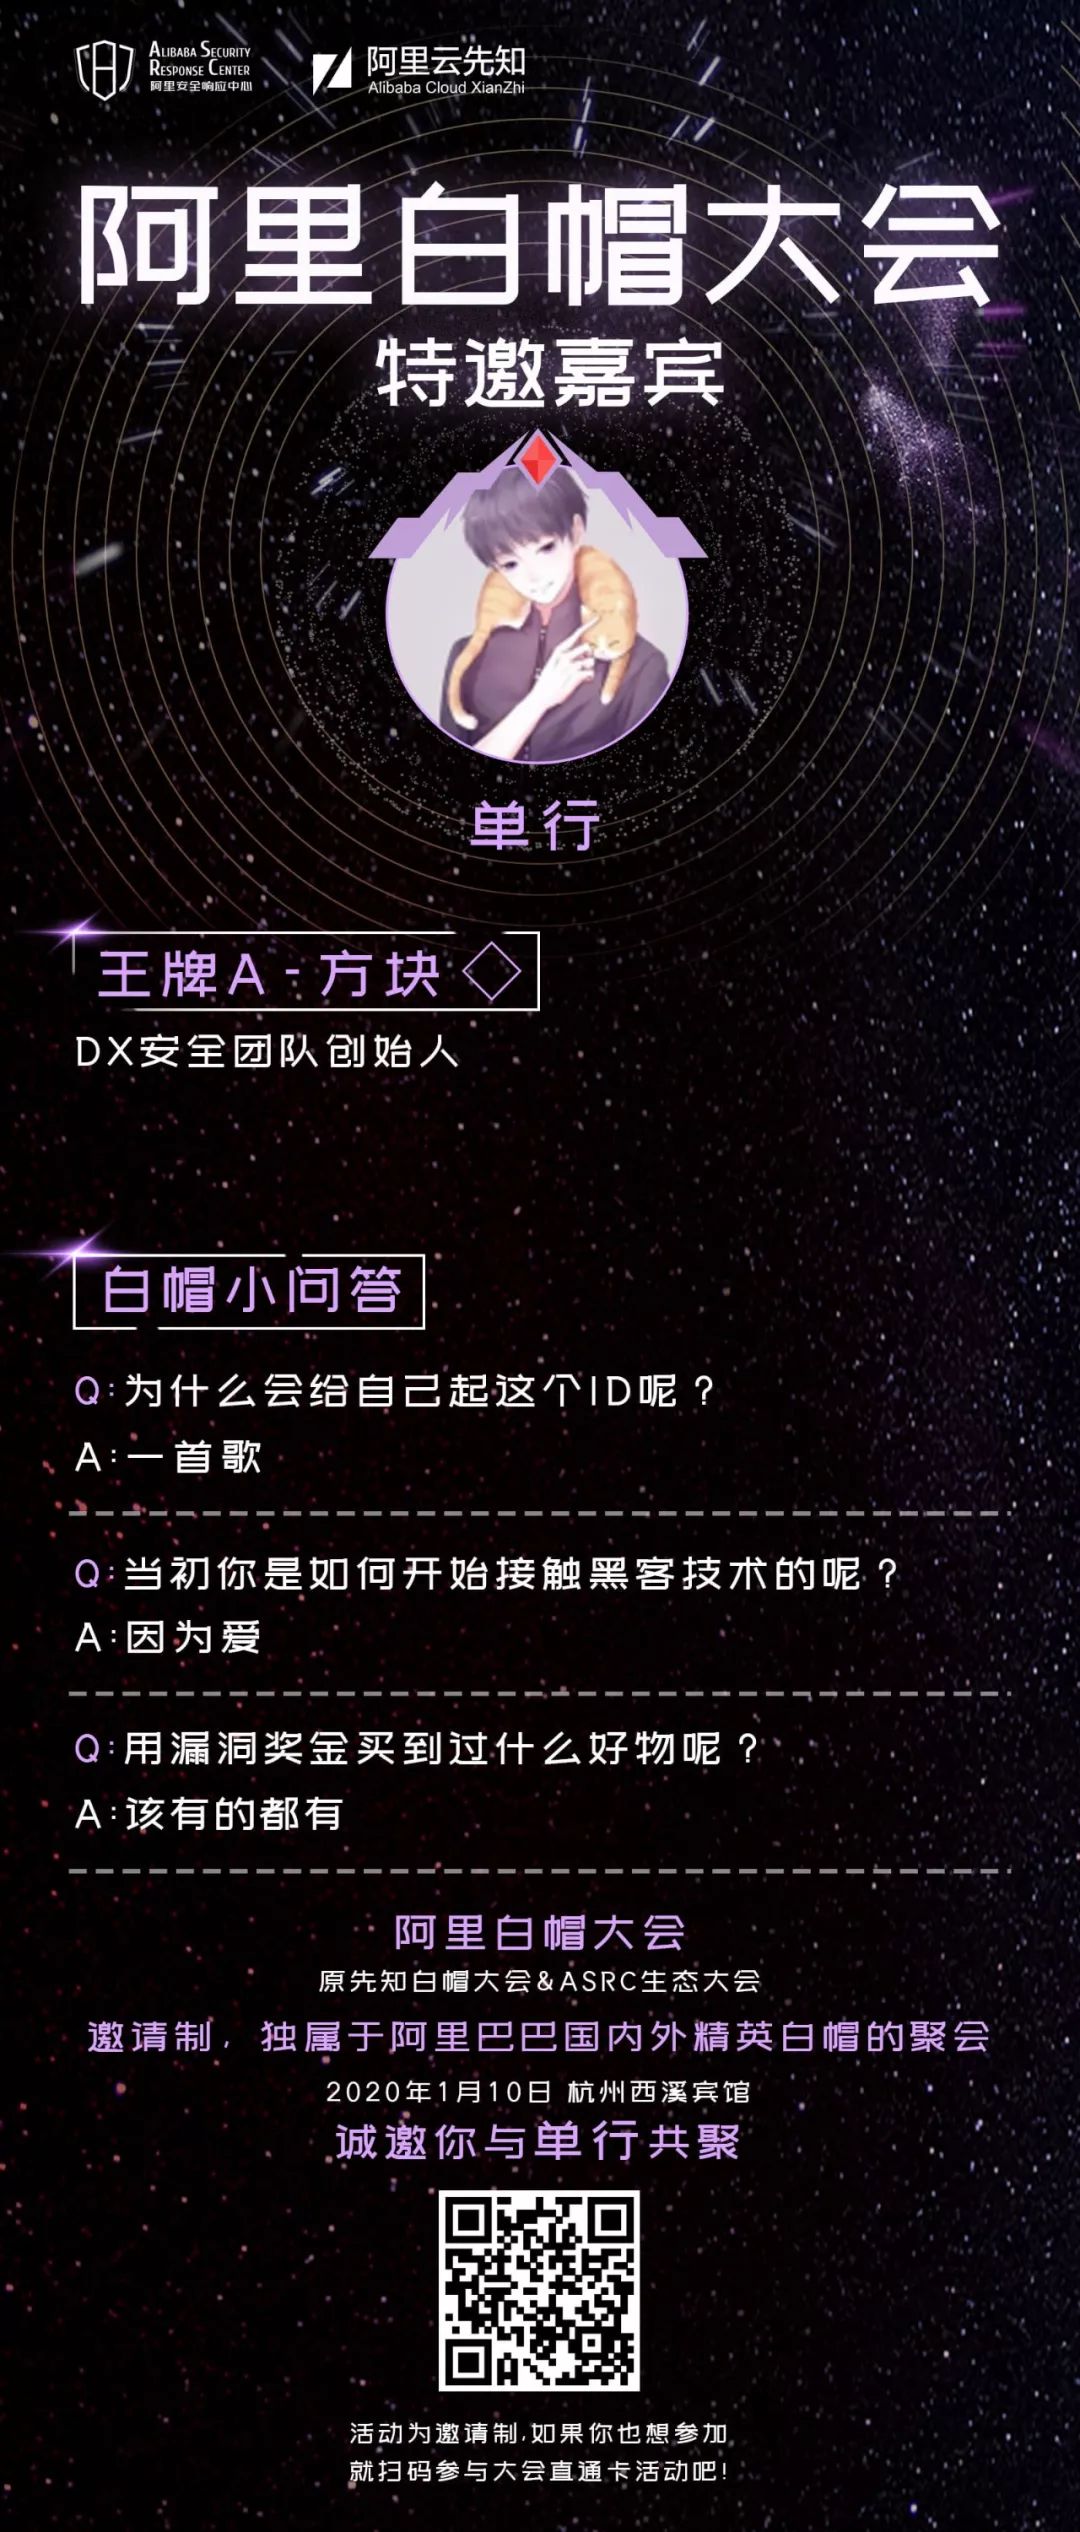 ALIBABA SECURITY
RESPONSE CENTER
阿里安全响应中心
阿里云先知
Alibaba Cloud XianZhi
阿里白帽大会
特邀嘉宾
单行
王牌A-方块
DX安全团队创始人
白帽小问答
Q:为什么会给自己起这个ID呢？
A:一首歌
Q:当初你是如何开始接触黑客技术的呢？
A:因为爱
Q:用漏洞奖金买到过什么好物呢？
A:该有的都有
阿里白帽大会
原先知白帽大会&ASRC生态大会
邀请制，独属于阿里巴巴国内外精英白帽的聚会
2020年1月10日 杭州西溪宾馆
诚邀你与单行共聚
活动为邀请制,如果你也想参加
就扫码参与大会直通卡活动吧!